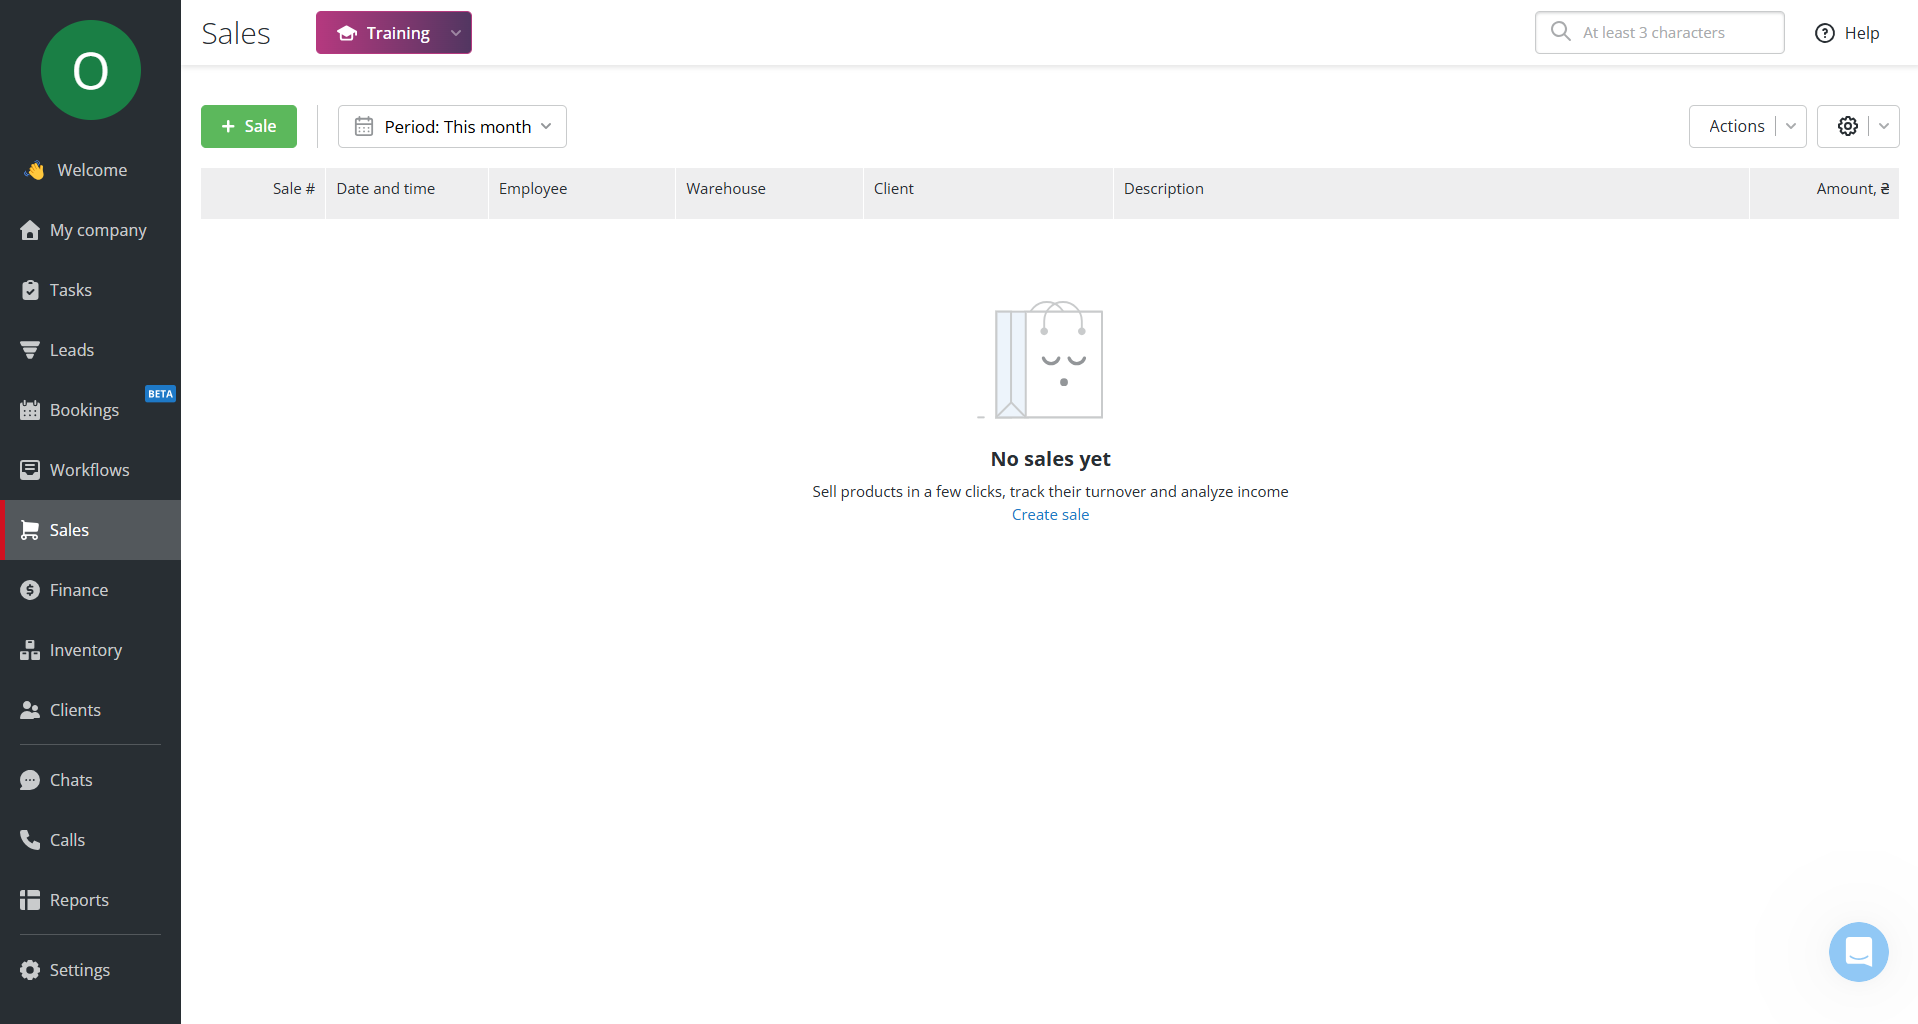 O
Welcome
My company
Tasks
Leads
BETA
Bookings
Workflows
Sales
Finance
Inventory
Clients
Chats
Calls
Reports
Settings
Sales
Training
At least 3 characters
Help
+ Sale
Period: This month
Actions
Sale #
Date and time
Employee
Warehouse
Client
Description
Amount, ₴
No sales yet
Sell products in a few clicks, track their turnover and analyze income
Create sale